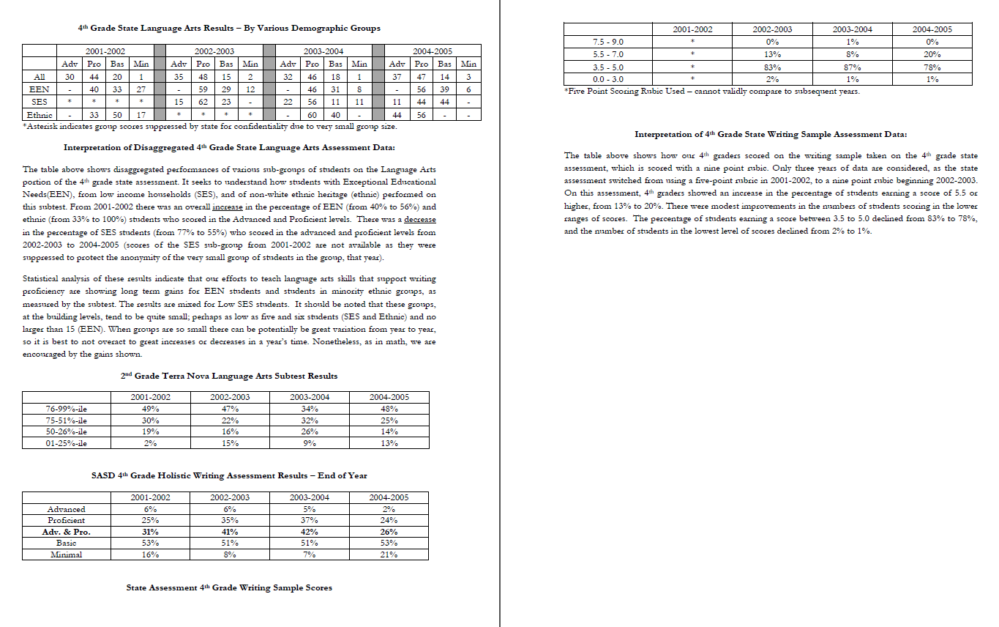 4th Grade State Language Arts Results – By Various Demographic Groups
2001-2002 2002-2003 2003-2004 2004-2005
Adv Pro Bas Min Adv Pro Bas Min Adv Pro Bas Min Adv Pro Bas Min
All 30 44 20 1 35 48 15 2 32 46 18 1 37 47 14 3
EEN - 40 33 27 - 59 29 12 - 46 31 8 - 56 39 6
SES * * * * 15 62 23 - 22 56 11 11 11 44 44 -
Ethnic - 33 50 17 * * * * - 60 40 - 44 56 - -
*Asterisk indicates group scores suppressed by state for confidentiality due to very small group size.
Interpretation of Disaggregated 4th Grade State Language Arts Assessment Data:
The table above shows disaggregated performances of various sub-groups of students on the Language Arts
portion of the 4th grade state assessment. It seeks to understand how students with Exceptional Educational
Needs(EEN), from low income households (SES), and of non-white ethnic heritage (ethnic) performed on
this subtest. From 2001-2002 there was an overall increase in the percentage of EEN (from 40% to 56%) and
ethnic (from 33% to 100%) students who scored in the Advanced and Proficient levels. There was a decrease
in the percentage of SES students (from 77% to 55%) who scored in the advanced and proficient levels from
2002-2003 to 2004-2005 (scores of the SES sub-group from 2001-2002 are not available as they were
suppressed to protect the anonymity of the very small group of students in the group, that year).
Statistical analysis of these results indicate that our efforts to teach language arts skills that support writing
proficiency are showing long term gains for EEN students and students in minority ethnic groups, as
measured by the subtest. The results are mixed for Low SES students. It should be noted that these groups,
at the building levels, tend to be quite small; perhaps as low as five and six students (SES and Ethnic) and no
larger than 15 (EEN). When groups are so small there can be potentially be great variation from year to year,
so it is best to not overact to great increases or decreases in a year's time. Nonetheless, as in math, we are
encouraged by the gains shown.
2nd Grade Terra Nova Language Arts Subtest Results
2001-2002 2002-2003 2003-2004 2004-2005
76-99%-ile 49% 47% 34% 48%
75-51%-ile 30% 22% 32% 25%
50-26%-ile 19% 16% 26% 14%
01-25%-ile 2% 15% 9% 13%
SASD 4th Grade Holistic Writing Assessment Results – End of Year
2001-2002 2002-2003 2003-2004 2004-2005
Advanced 6% 6% 5% 2%
Proficient 25% 35% 37% 24%
Adv. & Pro. 31% 41% 42% 26%
Basic 53% 51% 51% 53%
Minimal 16% 8% 7% 21%
State Assessment 4th Grade Writing Sample Scores
2001-2002 2002-2003 2003-2004 2004-2005
7.5 - 9.0 * 0% 1% 0%
5.5 - 7.0 * 13% 8% 20%
3.5 - 5.0 * 83% 87% 78%
0.0 - 3.0 * 2% 1% 1%
*Five Point Scoring Rubic Used – cannot validly compare to subsequent years.
Interpretation of 4th Grade State Writing Sample Assessment Data:
The table above shows how our 4th graders scored on the writing sample taken on the 4th grade state
assessment, which is scored with a nine point rubic. Only three years of data are considered, as the state
assessment switched from using a five-point rubric in 2001-2002, to a nine point rubic beginning 2002-2003.
On this assessment, 4th graders showed an increase in the percentage of students earning a score of 5.5 or
higher, from 13% to 20%. There were modest improvements in the numbers of students scoring in the lower
ranges of scores. The percentage of students earning a score between 3.5 to 5.0 declined from 83% to 78%,
and the number of students in the lowest level of scores declined from 2% to 1%.